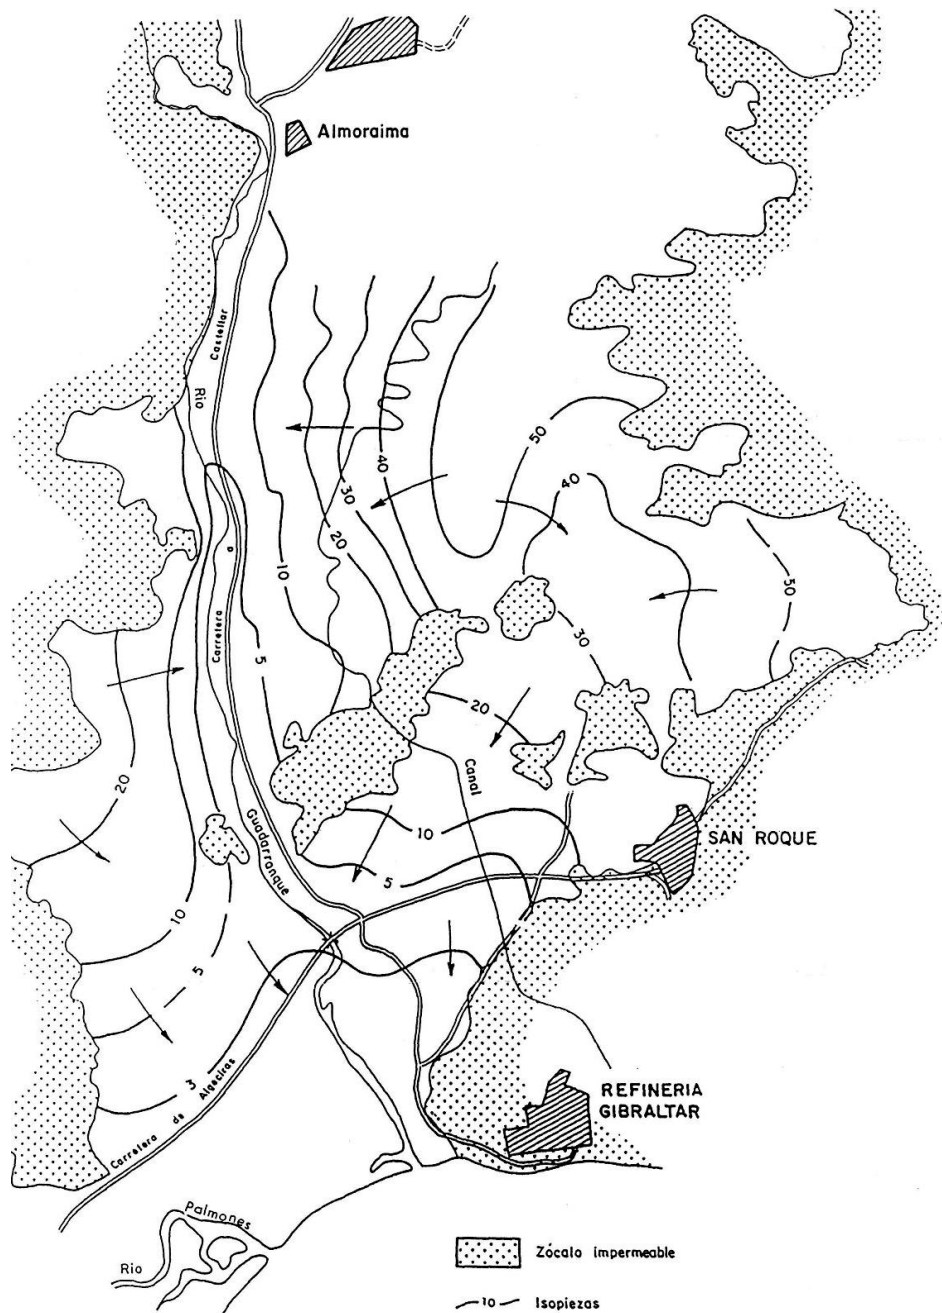 Almoraima
Castellar
Río
50
40
40
30
20
10
a
50
Carretera
5
30
20
20
Canal
Guadarranque
10
SAN ROQUE
5
10
5
3
Carretera de Algeciras
REFINERIA
GIBRALTAR
Palmones
Río
Zócalo impermeable
10 Isopiezas